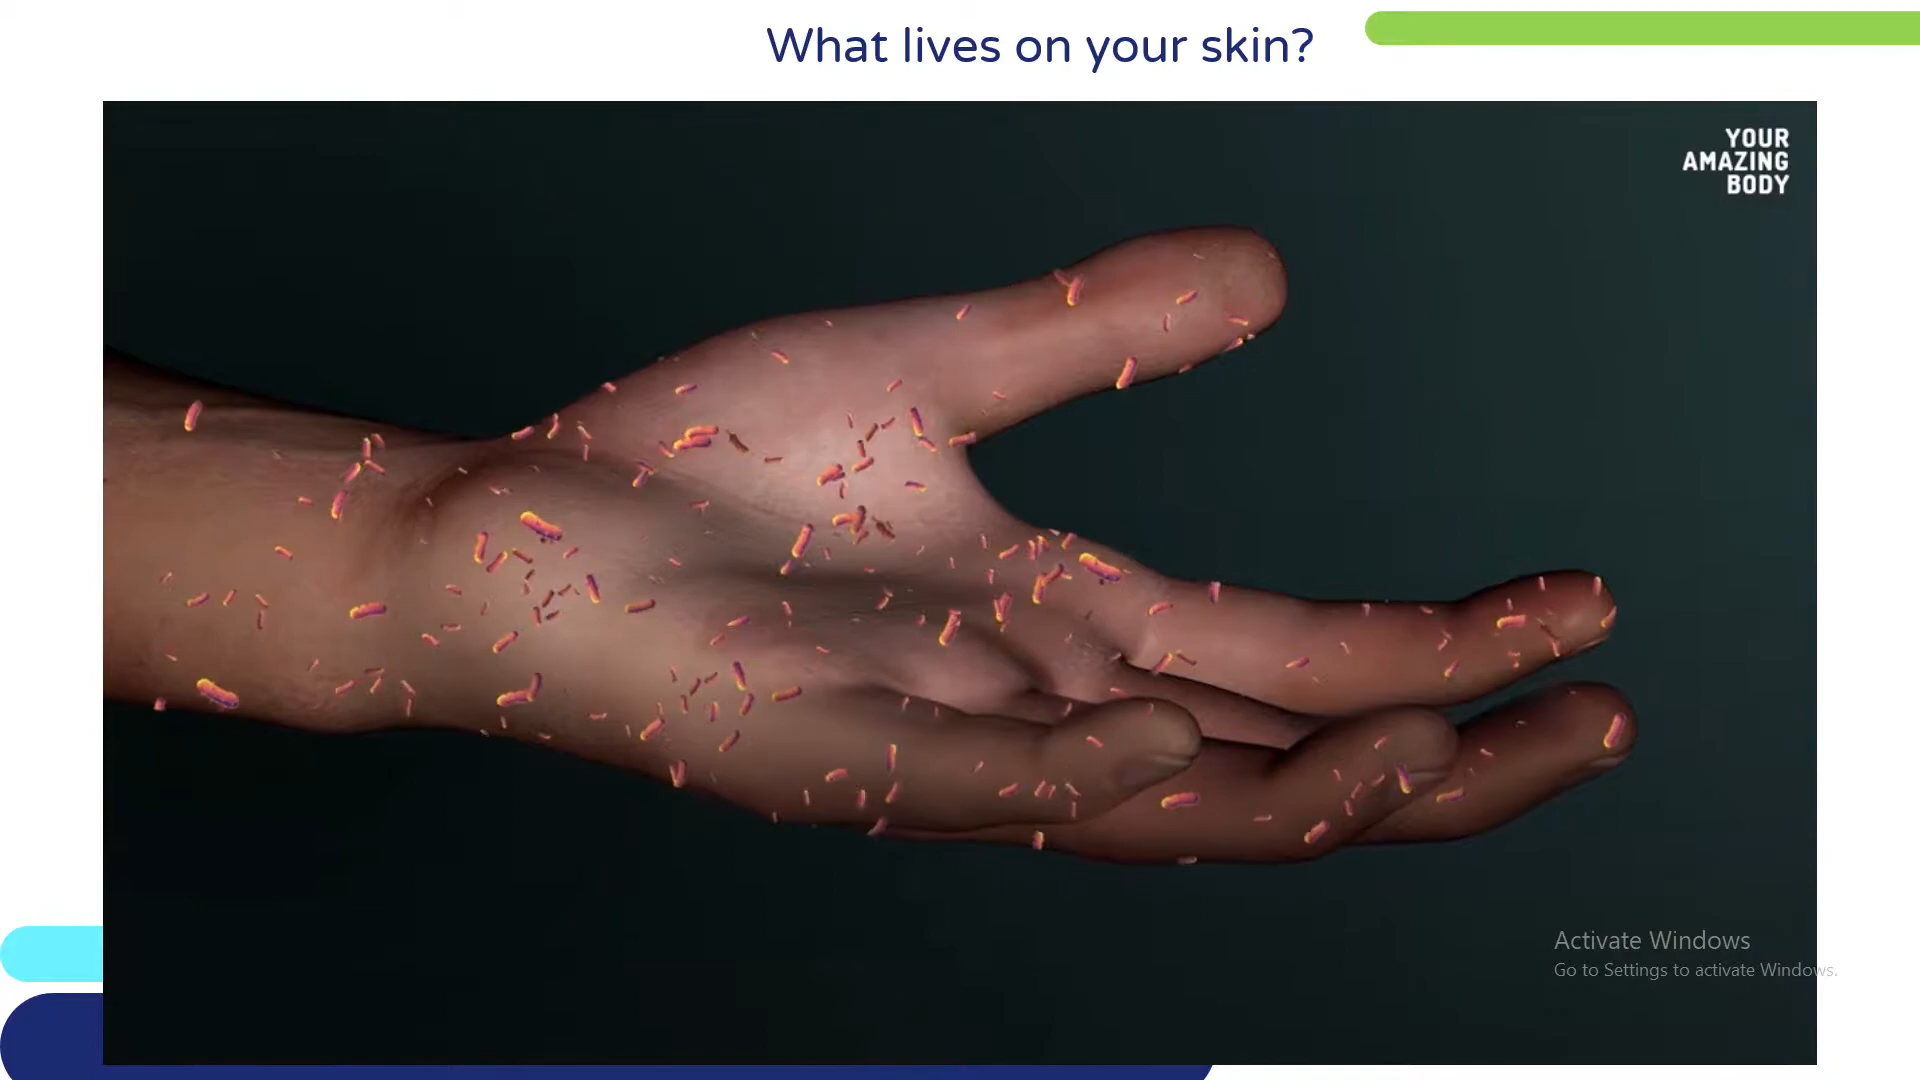 What lives on your skin?
YOUR
AMAZING
BODY
Activate Windows
Go to Settings to activate Windows.